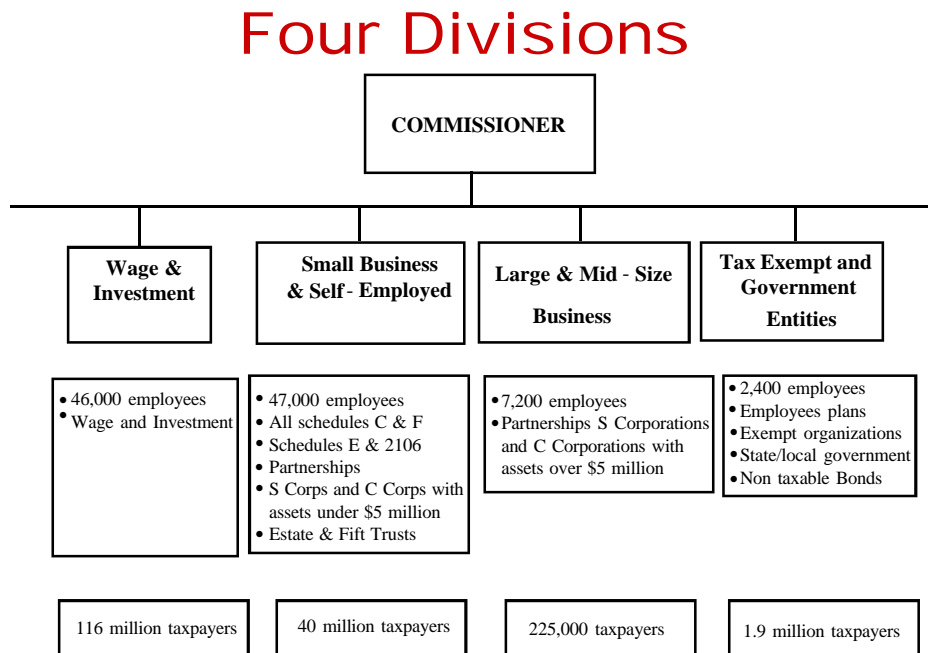 Four Divisions
COMMISSIONER
Wage &
Investment
Small Business
& Self - Employed
Large & Mid - Size
Business
Tax Exempt and
Government
Entities
• 46,000 employees
• Wage and Investment
• 47,000 employees
• All schedules C & F
• Schedules E & 2106
• Partnerships
• S Corps and C Corps with
assets under $5 million
• Estate & Fift Trusts
• 7,200 employees
• Partnerships S Corporations
and C Corporations with
assets over $5 million
• 2,400 employees
• Employees plans
• Exempt organizations
• State/local government
• Non taxable Bonds
116 million taxpayers
40 million taxpayers
225,000 taxpayers
1.9 million taxpayers